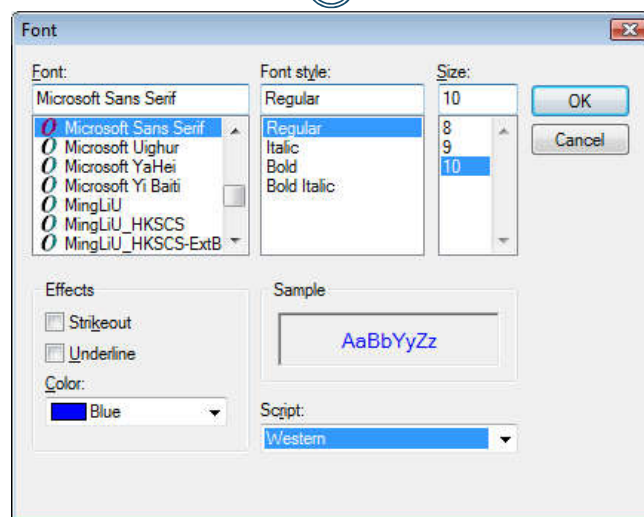 Font
Font:
Microsoft Sans Serif
Microsoft Sans Serif
Microsoft Uighur
Microsoft YaHei
Microsoft Yi Baiti
MingLiU
MingLiU_HKSCS
MingLiU_HKSCS-ExtB
Font style:
Regular
Regular
Italic
Bold
Bold Italic
Size:
10
8
9
10
OK
Cancel
Effects
Strikeout
Underline
Color:
Blue
Sample
AaBbYyZz
Script:
Western